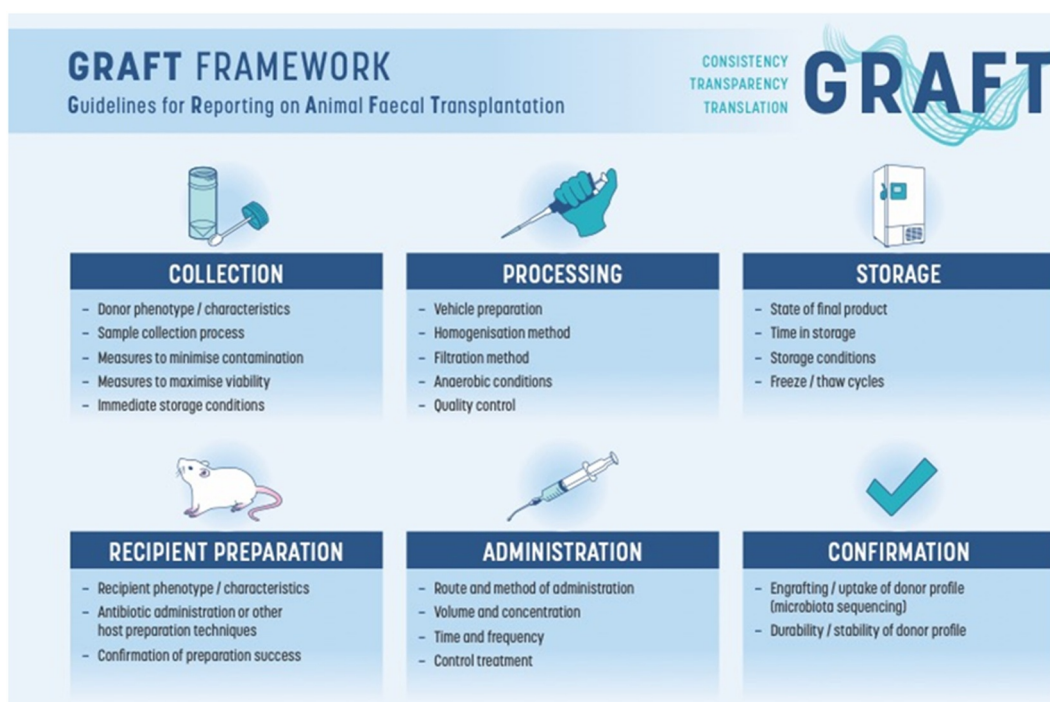 GRAFT FRAMEWORK
Guidelines for Reporting on Animal Faecal Transplantation
CONSISTENCY
TRANSPARENCY
TRANSLATION
GRAFT
COLLECTION
– Donor phenotype / characteristics
– Sample collection process
– Measures to minimise contamination
– Measures to maximise viability
– Immediate storage conditions
PROCESSING
– Vehicle preparation
– Homogenisation method
– Filtration method
– Anaerobic conditions
– Quality control
STORAGE
– State of final product
– Time in storage
– Storage conditions
– Freeze / thaw cycles
RECIPIENT PREPARATION
– Recipient phenotype / characteristics
– Antibiotic administration or other
host preparation techniques
– Confirmation of preparation success
ADMINISTRATION
– Route and method of administration
– Volume and concentration
– Time and frequency
– Control treatment
CONFIRMATION
– Engrafting / uptake of donor profile
(microbiota sequencing)
– Durability / stability of donor profile